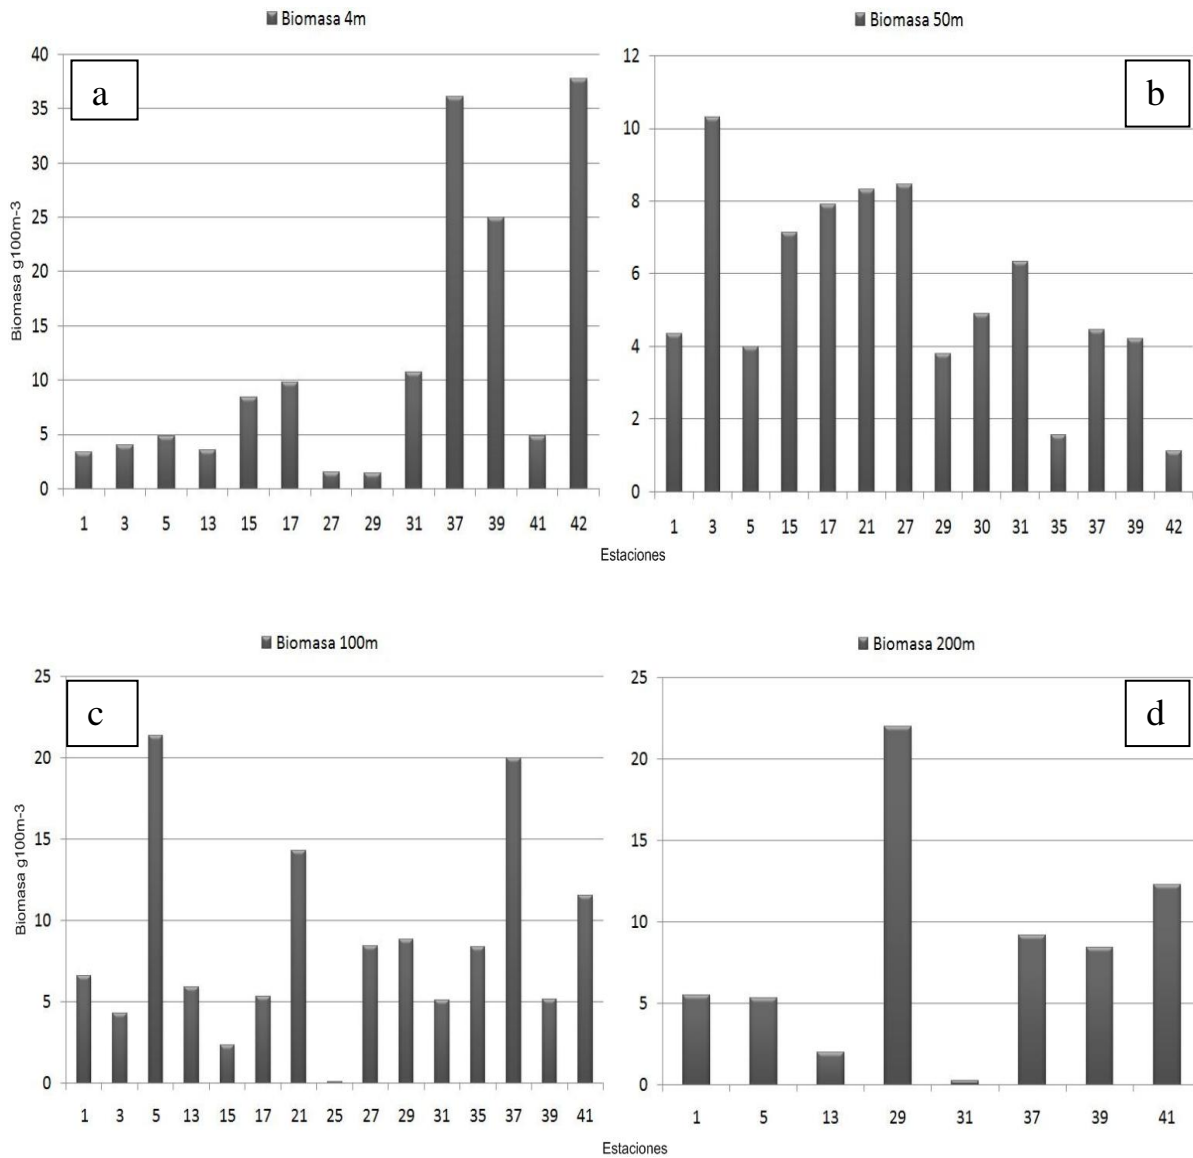 Biomasa 4m
a
Biomasa g100m-3
40
35
30
25
20
15
10
5
0
1 3 5 13 15 17 27 29 31 37 39 41 42
Biomasa 50m
b
12
10
8
6
4
2
0
1 3 5 15 17 21 27 29 30 31 35 37 39 42
Estaciones
Biomasa 100m
c
Biomasa g100m-3
25
20
15
10
5
0
1 3 5 13 15 17 21 25 27 29 31 35 37 39 41
Biomasa 200m
d
25
20
15
10
5
0
1 5 13 29 31 37 39 41
Estaciones